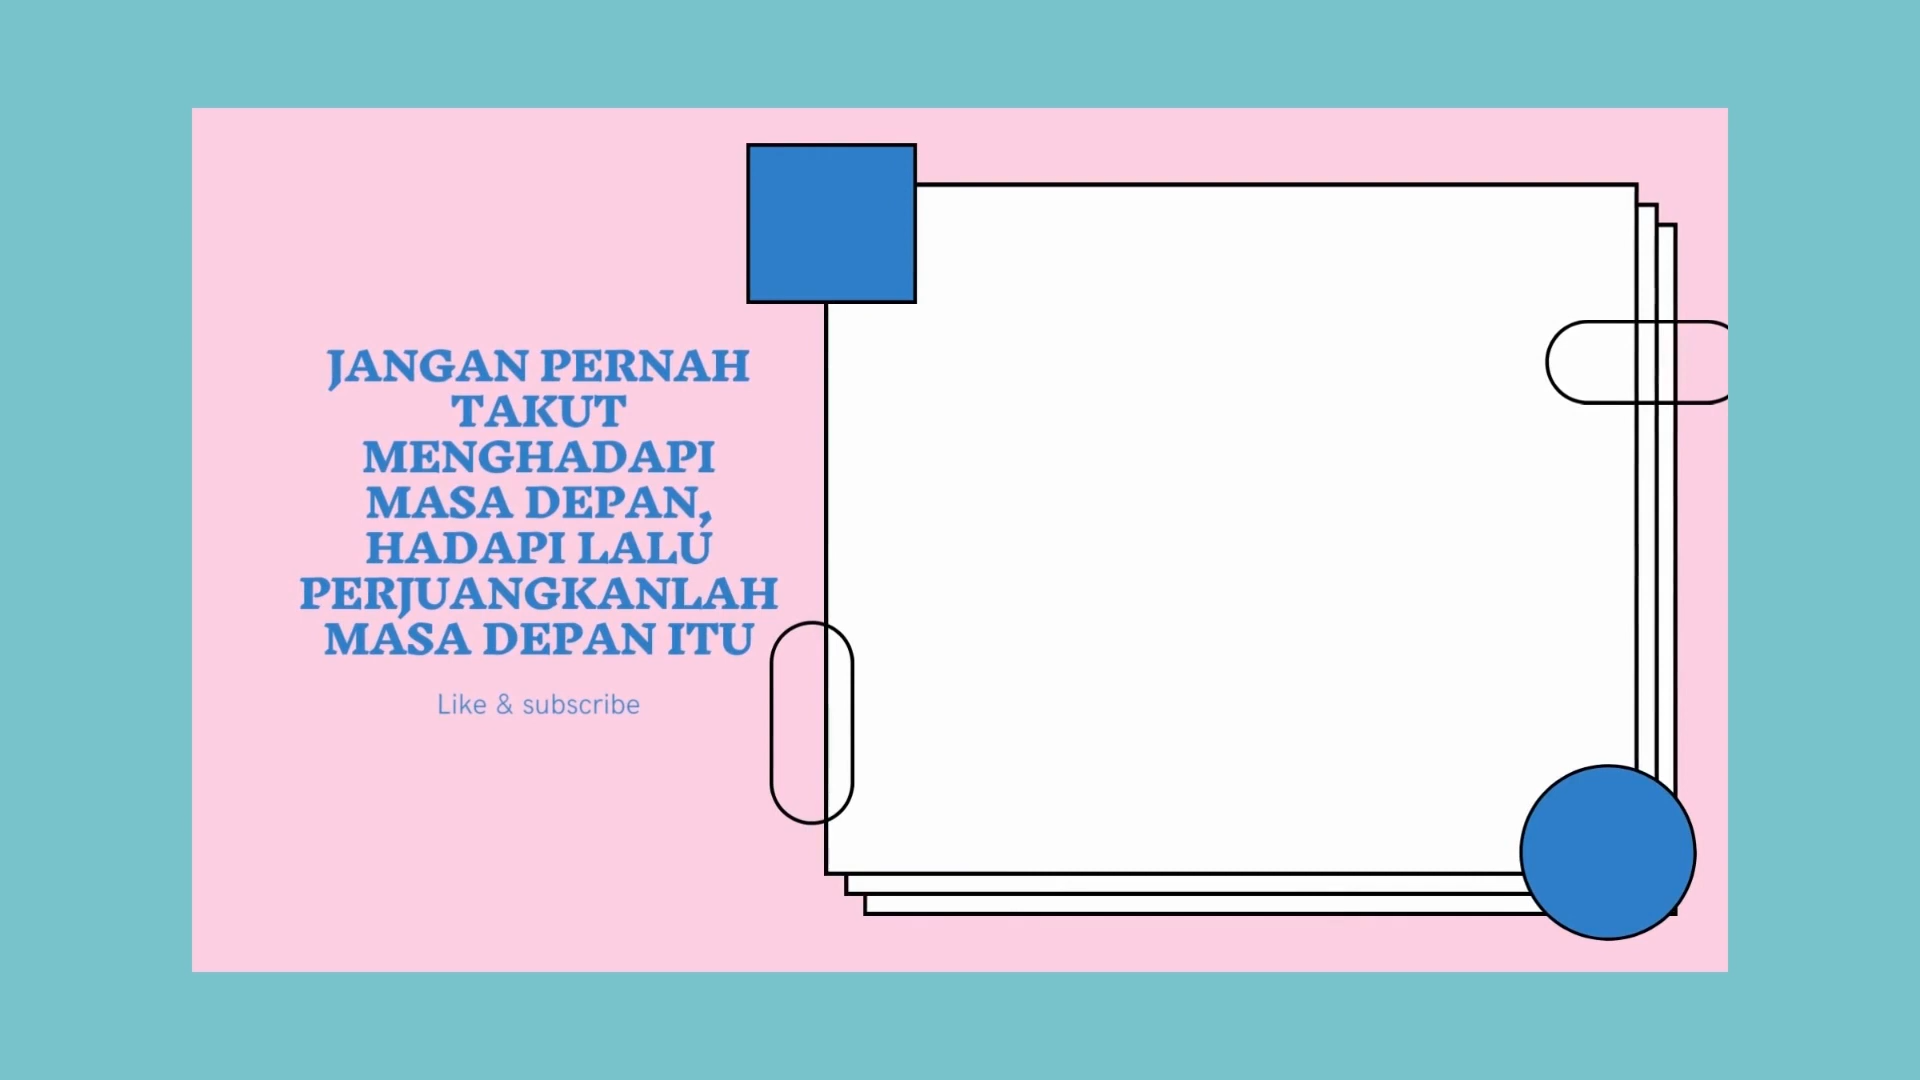 JANGAN PERNAH
TAKUT
MENGHADAPI
MASA DEPAN,
HADAPI LALU
PERJUANGKANLAH
MASA DEPAN ITU
Like & subscribe